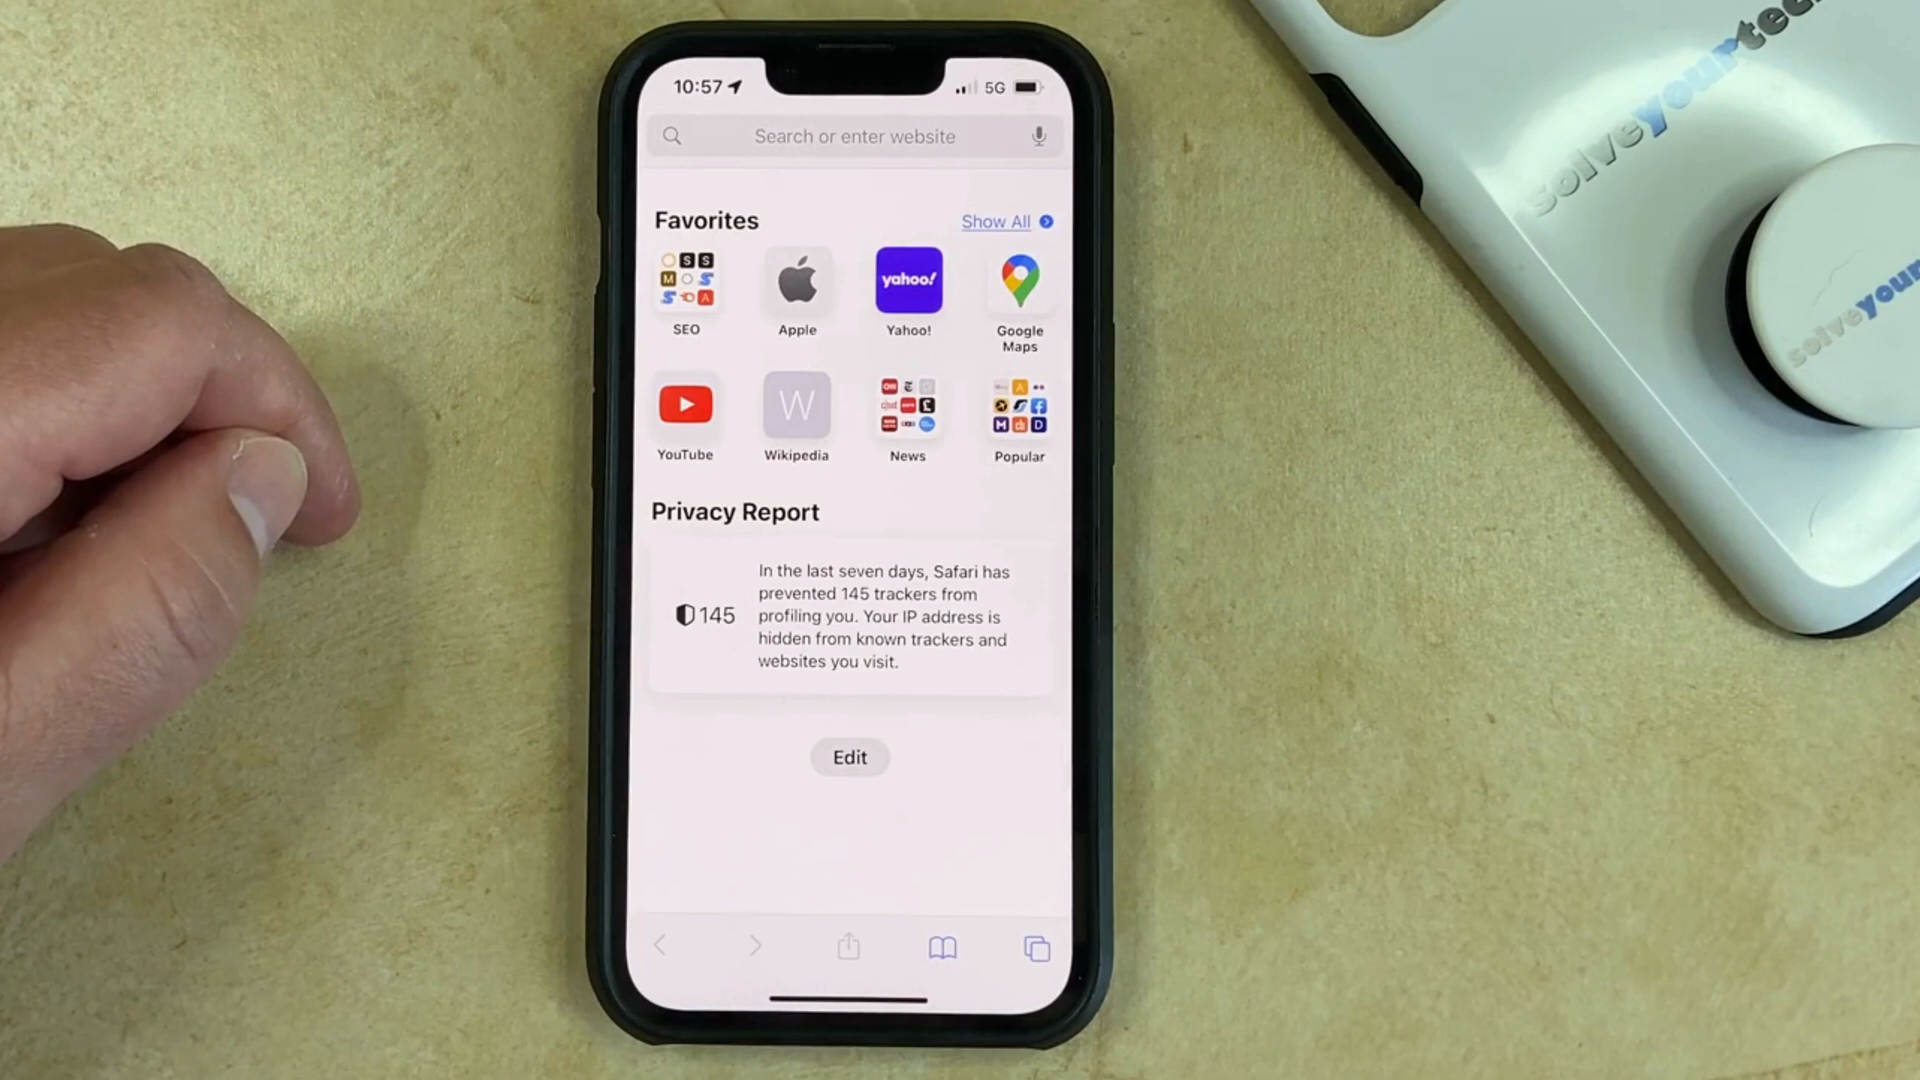 10:57
5G
Search or enter website
Favorites
Show All
yahoo!
SEO
Apple
Yahoo!
Google
Maps
W
YouTube
Wikipedia
News
Popular
Privacy Report
145
In the last seven days, Safari has
prevented 145 trackers from
profiling you. Your IP address is
hidden from known trackers and
websites you visit.
Edit
solveyourtech
solveyour